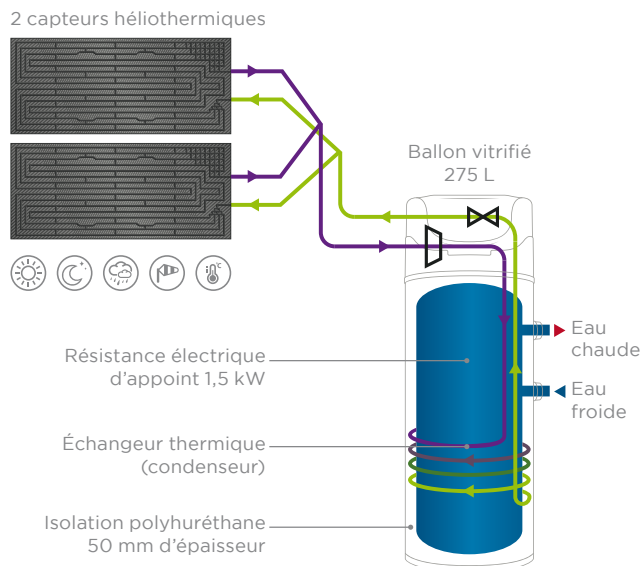 2 capteurs héliothermiques
Ballon vitrifié
275 L
°C
Résistance électrique
d'appoint 1,5 kW
Eau
chaude
Eau
froide
Échangeur thermique
(condenseur)
Isolation polyhuréthane
50 mm d'épaisseur